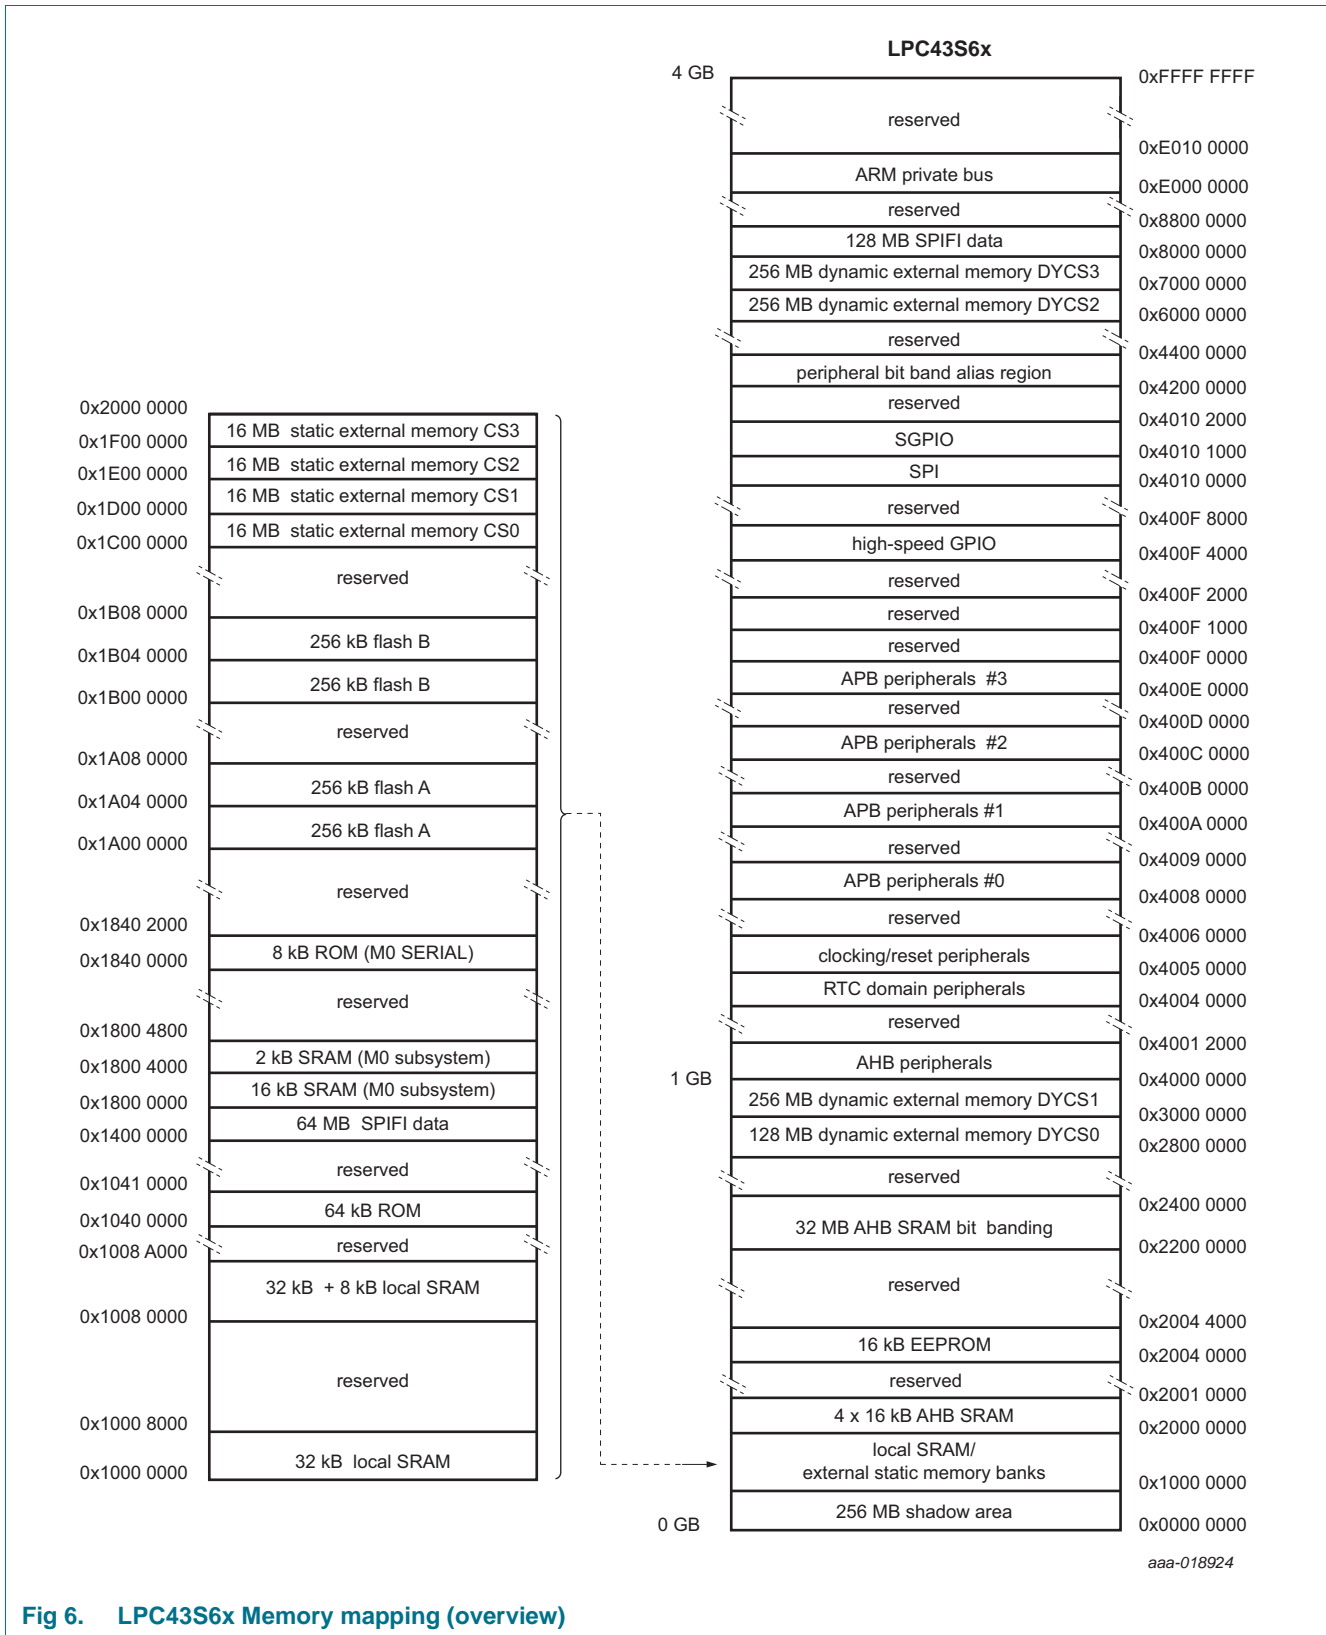 LPC43S6x
4 GB
0xFFFF FFFF
reserved
0xE010 0000
ARM private bus
0xE000 0000
reserved
0x8800 0000
128 MB SPIFI data
0x8000 0000
256 MB dynamic external memory DYCS3
0x7000 0000
256 MB dynamic external memory DYCS2
0x6000 0000
reserved
0x4400 0000
peripheral bit band alias region
0x4200 0000
reserved
0x4010 2000
SGPIO
0x4010 1000
SPI
0x4010 0000
reserved
0x400F 8000
high-speed GPIO
0x400F 4000
reserved
0x400F 2000
reserved
0x400F 1000
reserved
0x400F 0000
APB peripherals #3
0x400E 0000
reserved
0x400D 0000
APB peripherals #2
0x400C 0000
reserved
0x400B 0000
APB peripherals #1
0x400A 0000
reserved
0x4009 0000
APB peripherals #0
0x4008 0000
reserved
0x4006 0000
clocking/reset peripherals
0x4005 0000
RTC domain peripherals
0x4004 0000
reserved
0x4001 2000
AHB peripherals
1 GB
0x4000 0000
256 MB dynamic external memory DYCS1
0x3000 0000
128 MB dynamic external memory DYCS0
0x2800 0000
reserved
0x2400 0000
32 MB AHB SRAM bit banding
0x2200 0000
reserved
0x2004 4000
16 kB EEPROM
0x2004 0000
reserved
0x2001 0000
4 x 16 kB AHB SRAM
0x2000 0000
local SRAM/
external static memory banks
0x1000 0000
256 MB shadow area
0 GB
0x0000 0000
0x2000 0000
16 MB static external memory CS3
0x1F00 0000
16 MB static external memory CS2
0x1E00 0000
16 MB static external memory CS1
0x1D00 0000
16 MB static external memory CS0
0x1C00 0000
reserved
0x1B08 0000
256 kB flash B
0x1B04 0000
256 kB flash B
0x1B00 0000
reserved
0x1A08 0000
256 kB flash A
0x1A04 0000
256 kB flash A
0x1A00 0000
reserved
0x1840 2000
8 kB ROM (M0 SERIAL)
0x1840 0000
reserved
0x1800 4800
2 kB SRAM (M0 subsystem)
0x1800 4000
16 kB SRAM (M0 subsystem)
0x1800 0000
64 MB SPIFI data
0x1400 0000
reserved
0x1041 0000
64 kB ROM
0x1040 0000
reserved
0x1008 A000
32 kB + 8 kB local SRAM
0x1008 0000
reserved
0x1000 8000
32 kB local SRAM
0x1000 0000
aaa-018924
Fig 6. LPC43S6x Memory mapping (overview)